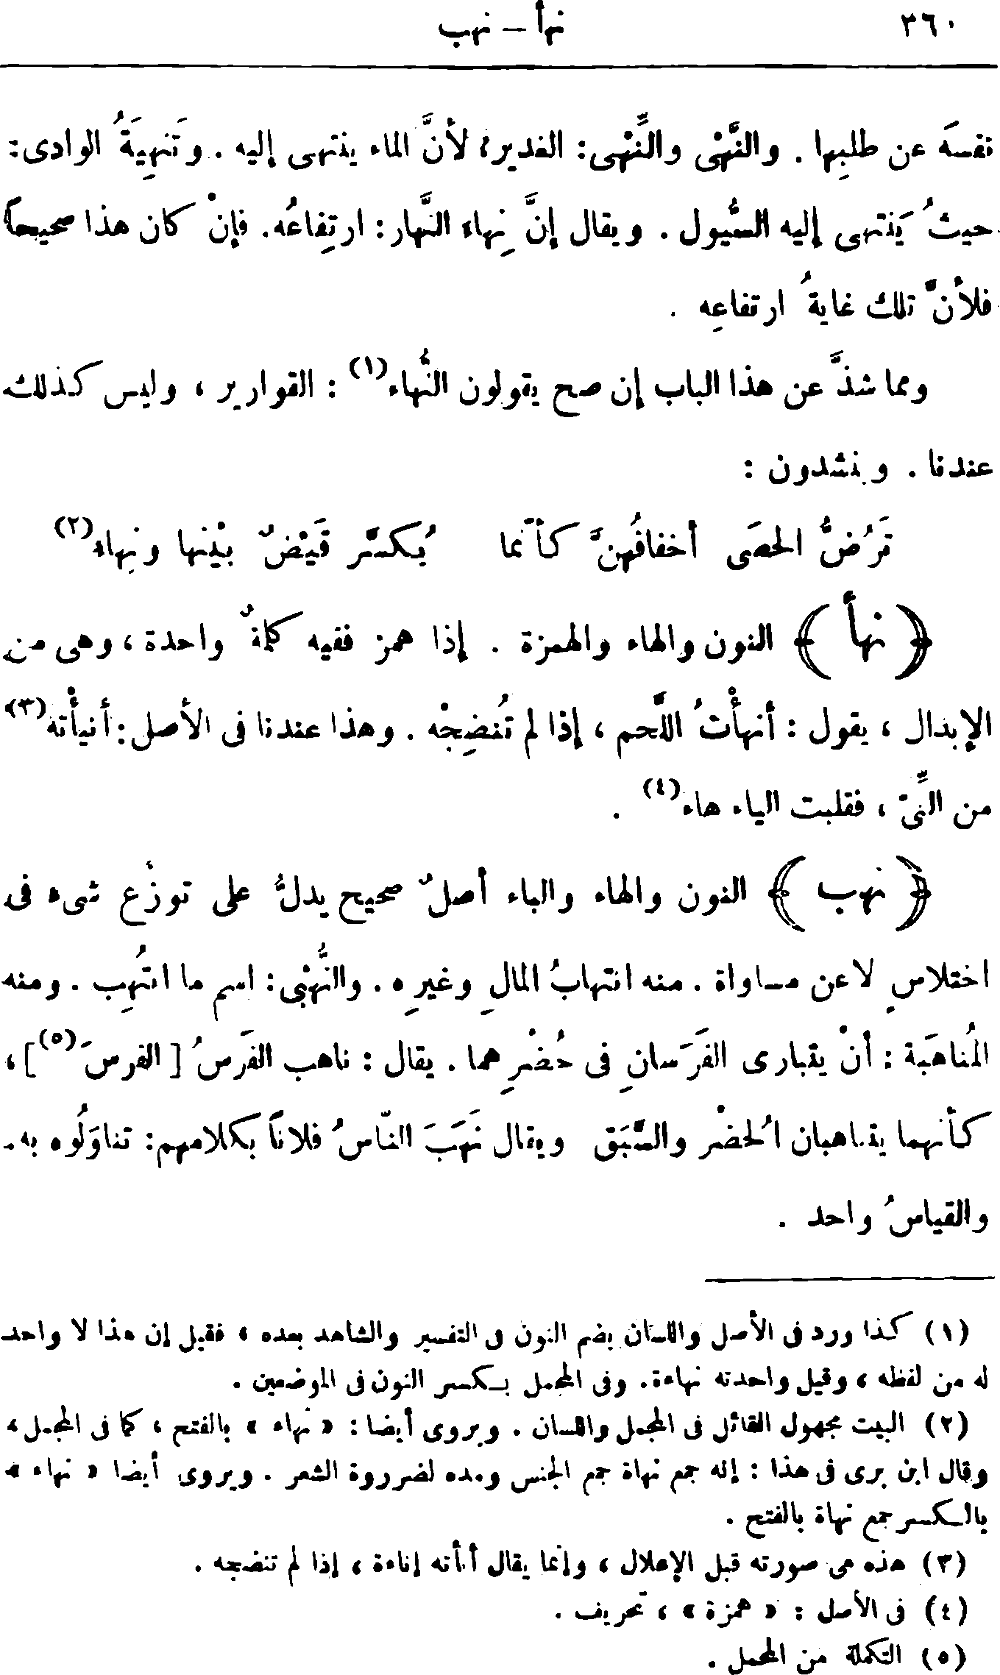 ٣٦٠ نهأ – نهب
نفسَه عن طلبِها . والنَّهْى والنِّهْى: الغدير؛ لأنَّ الماء ينتهى إليه . وتَنهِيَةُ الوادى:
حيثُ يَنتهى إليه السُّيول . ويقال إنَّ نِهاءَ النَّهار: ارتِفاعُه. فإنْ كان هذا صحيحاً
فلأنَّ تلك غايةُ ارتفاعِه .
ومما شذَّ عن هذا الباب إن صح يقولون النُّهاء(١) : القوارير ، وليس كذلك
عندنا . وينشدون :
تَرُضُّ الحصَى أخفافُهنَّ كأنّما يُكسَّر قَيْضٌ بيْنها ونِهاء(٢)
﴿ نهأ ﴾ النون والهاء والهمزة . إذا همز ففيه كلمةٌ واحدة ، وهى من
الإبدال ، يقول : أنهأْتُ اللَّحم ، إذا لم تُنضِجْه . وهذا عندنا فى الأصل: أنيأْته(٣)
من النِّىّ ، فقلبت الياء هاء(٤) .
﴿ نهب ﴾ النون والهاء والباء أصلٌ صحيح يدلُّ على توزُّع شىء فى
اختلاسٍ لا عن مساواة . منه انتهابُ المالِ وغيرِه . والنُّهْبَى: اسم ما انتُهِب . ومنه
المُناهَبة : أنْ يتبارى الفَرَسانِ فى حُضْرِهما . يقال : ناهب الفَرَسُ [ الفرسَ(٥)] ،
كأنهما يتناهبان الُحضْر والسَّبَق ويقال نَهَبَ النّاسُ فلاناً بكلامهم: تناوَلُوه به.
والقياسُ واحد .
(١) كذا ورد فى الأصل واللسان بضم النون فى التفسير والشاهد بعده ، فقيل إن هذا لا واحد
له من لفظه ، وقيل واحدته نهاءة. وفى المجمل بكسر النون فى الموضعين .
(٢) البيت مجهول القائل فى المجمل واللسان . ويروى أيضا : « نهاء » بالفتح ، كما فى المجمل ،
وقال ابن برى فى هذا : إنه جمع نهاة جمع الجنس ومده لضرورة الشعر . ويروى أيضا « نهاء »
بالكسر جمع نهاة بالفتح .
(٣) هذه هى صورته قبل الإعلال ، وإنما يقال أنأته إناءة ، إذا لم تنضجه .
(٤) فى الأصل : « همزة » ، تحريف .
(٥) التكملة من المجمل .